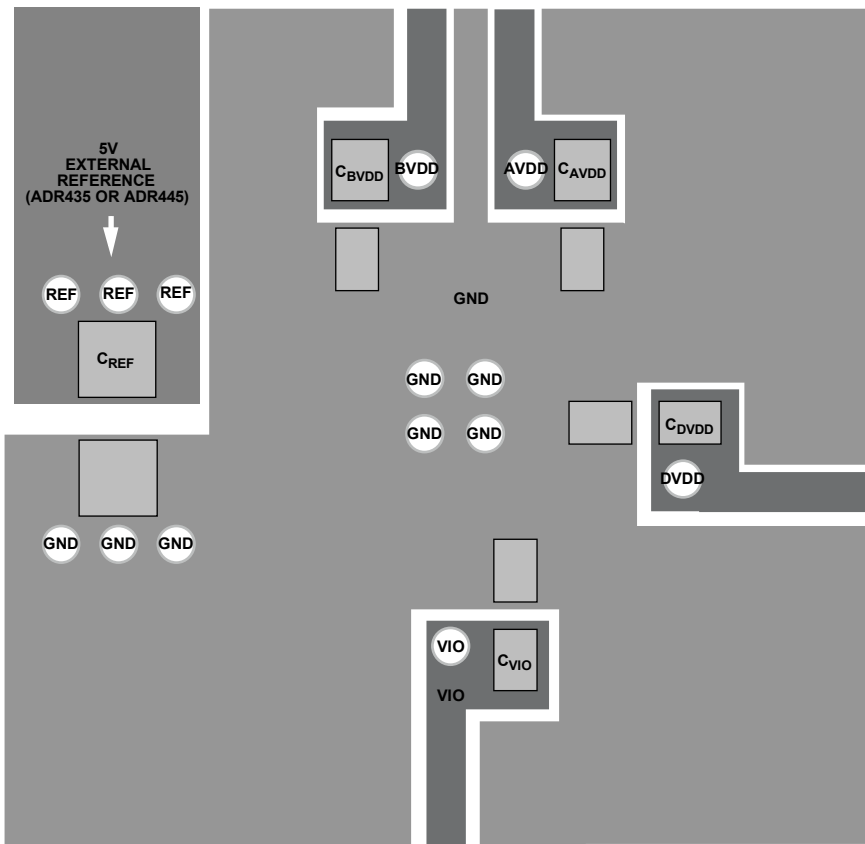 5V
EXTERNAL
REFERENCE
(ADR435 OR ADR445)
CBVDD BVDD
AVDD CAVDD
REF REF REF
GND
CREF
GND GND
GND GND
CDVDD
DVDD
GND GND GND
VIO CVIO
VIO